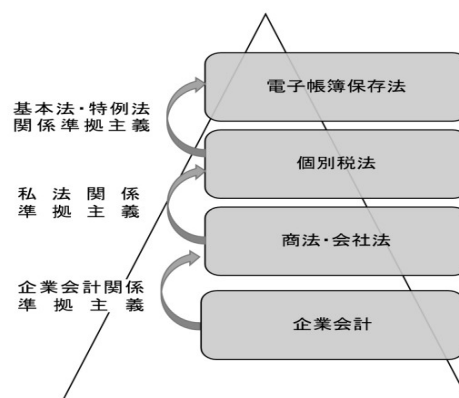 電子帳簿保存法
基本法・特例法
関係準拠主義
個別税法
私法関係
準拠主義
商法・会社法
企業会計関係
準拠主義
企業会計